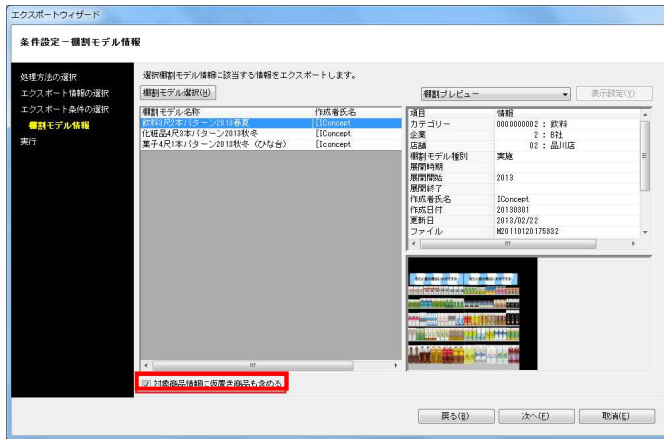 エクスポートウィザード
条件設定－棚割モデル情報
処理方法の選択
エクスポート情報の選択
エクスポート条件の選択
棚割モデル情報
実行
選択棚割モデル情報に該当する情報をエクスポートします。
棚割モデル選択(H)
棚割プレビュー
表示設定(V)
棚割モデル名称 作成者氏名
飲料3尺2本パターン2013春夏 [IConcept
化粧品4尺3本パターン2013秋冬 [IConcept
菓子4尺1本パターン2013秋冬（ひな台） [IConcept
項目 情報
カテゴリー 0000000002 : 飲料
企業 2 : B社
店舗 02 : 品川店
棚割モデル種別 実施
展開時期
展開開始 2013
展開終了
作成者氏名 IConcept
作成日付 20130301
更新日 2013/02/22
ファイル M20110120175932
対象商品情報に仮置き商品も含める
戻る(B)
次へ(F)
取消(C)